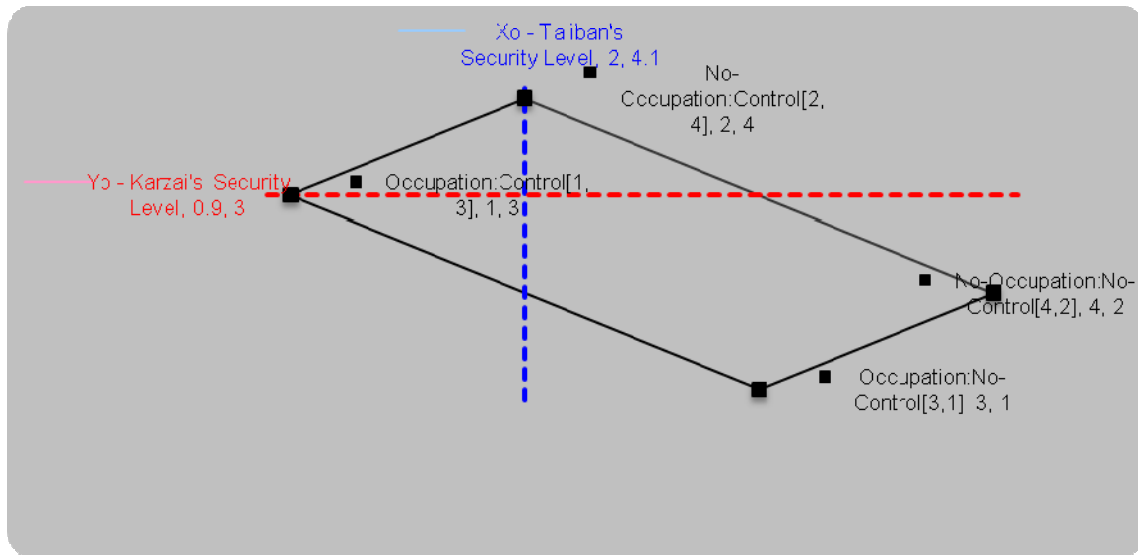 Xo - Taliban's
Security Level, 2, 4.1
No-
Occupation:Control[2,
4], 2, 4
Yo - Karzai's Security
Level, 0.9, 3
Occupation:Control[1,
3], 1, 3
No-Occupation:No-
Control[4,2], 4, 2
Occupation:No-
Control[3,1] 3, 1